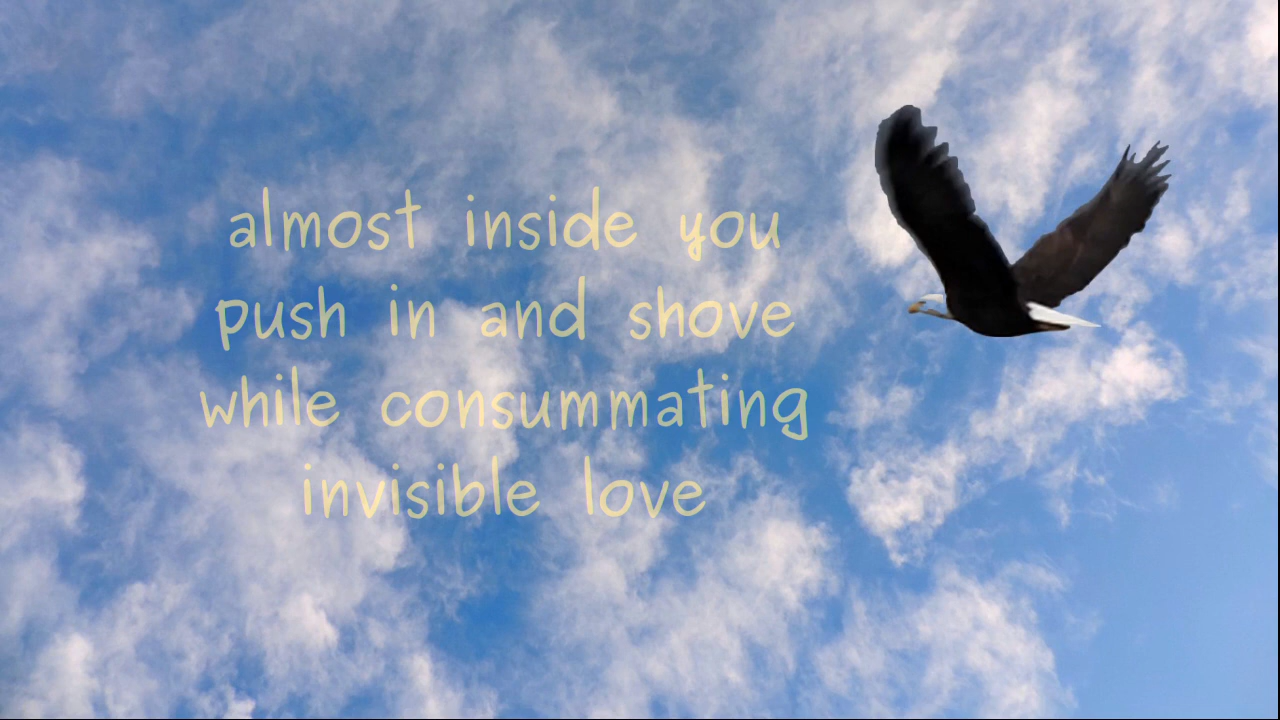 almost inside you
push in and shove
while consummating
invisible love